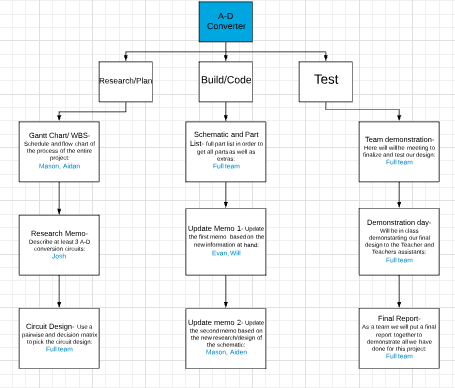 A-D
Converter
Research/Plan
Build/Code
Test
Gantt Chart/ WBS-
Schedule and flow chart of
the process of the entire
project:
Mason, Aidan
Schematic and Part
List- full part list in order to
get all parts as well as
extras:
Full team
Team demonstration-
Here will will the meeting to
finalize and test our design:
Full team
Research Memo-
Describe at least 3 A-D
conversion circuits:
Josh
Update Memo 1- Update
the first memo based on the
new information at hand:
Evan, Will
Demonstration day-
Will be in class
demonstarting our final
design to the Teacher and
Teachers assistants:
Full team
Circuit Design- Use a
pairwise and decision matrix
to pick the circuit design:
Full team
Update memo 2- Update
the second memo based on
the new research/design of
the schematic:
Mason, Aiden
Final Report-
As a team we will put a final
report together to
demonstrate all we have
done for this project:
Full team